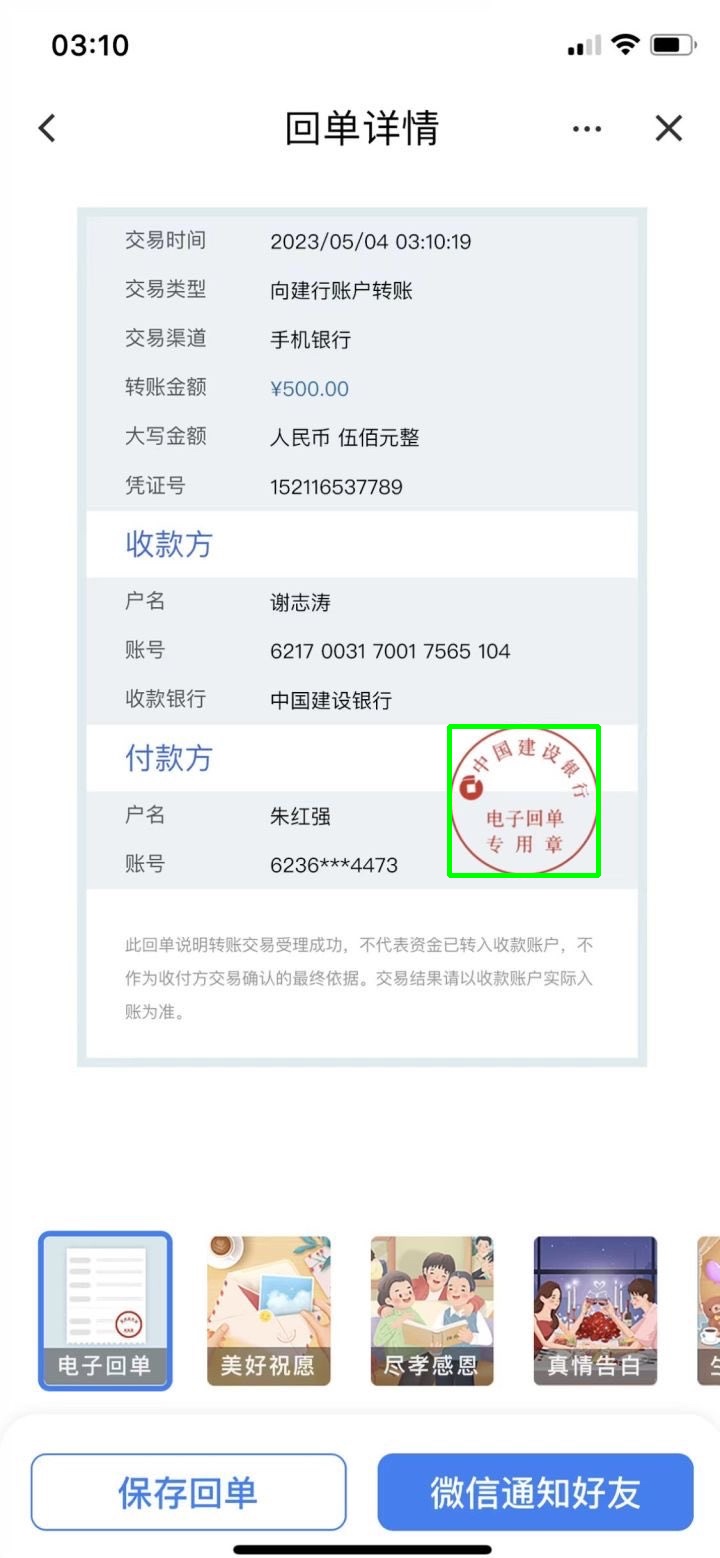 03:10
回单详情
交易时间 2023/05/04 03:10:19
交易类型 向建行账户转账
交易渠道 手机银行
转账金额 ¥500.00
大写金额 人民币 伍佰元整
凭证号 152116537789
收款方
户名 谢志涛
账号 6217 0031 7001 7565 104
收款银行 中国建设银行
付款方
中国建设银行
电子回单
专用章
户名 朱红强
账号 6236***4473
此回单说明转账交易受理成功，不代表资金已转入收款账户，不
作为收付方交易确认的最终依据。交易结果请以收款账户实际入
账为准。
电子回单
美好祝愿
尽孝感恩
真情告白
保存回单
微信通知好友